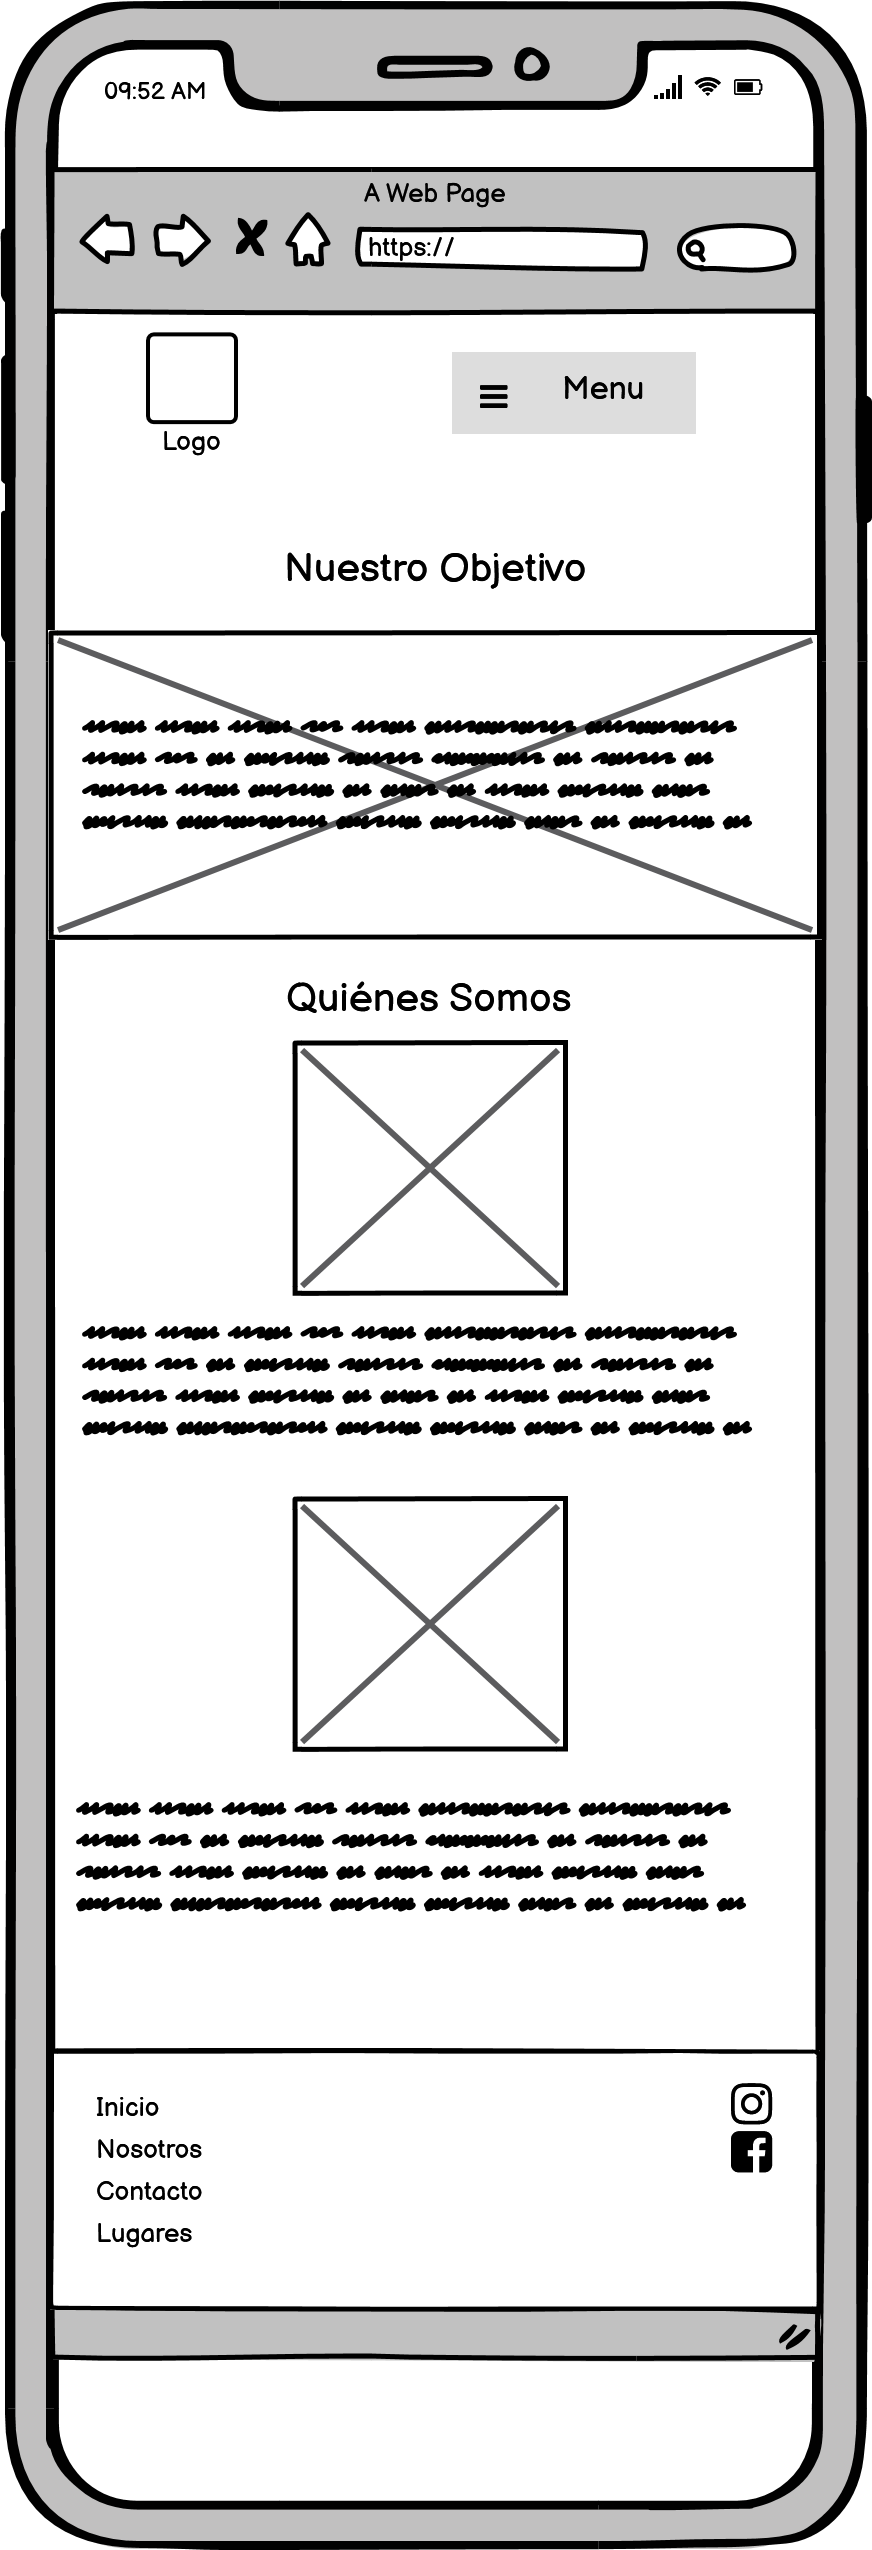 09:52 AM
A Web Page
https://
Menu
Logo
Nuestro Objetivo
Quiénes Somos
Inicio
Nosotros
Contacto
Lugares